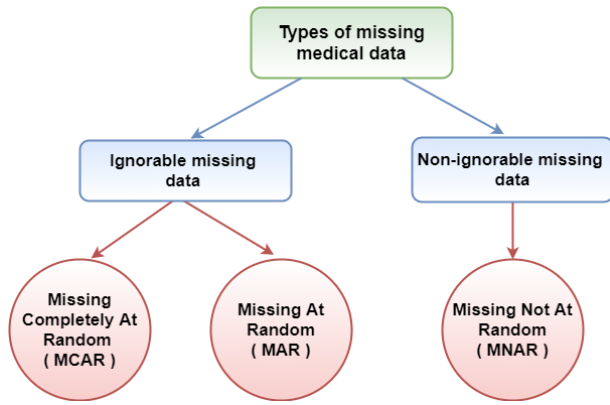 Types of missing
medical data
Ignorable missing
data
Non-ignorable missing
data
Missing
Completely At
Random
( MCAR )
Missing At
Random
( MAR )
Missing Not At
Random
( MNAR )